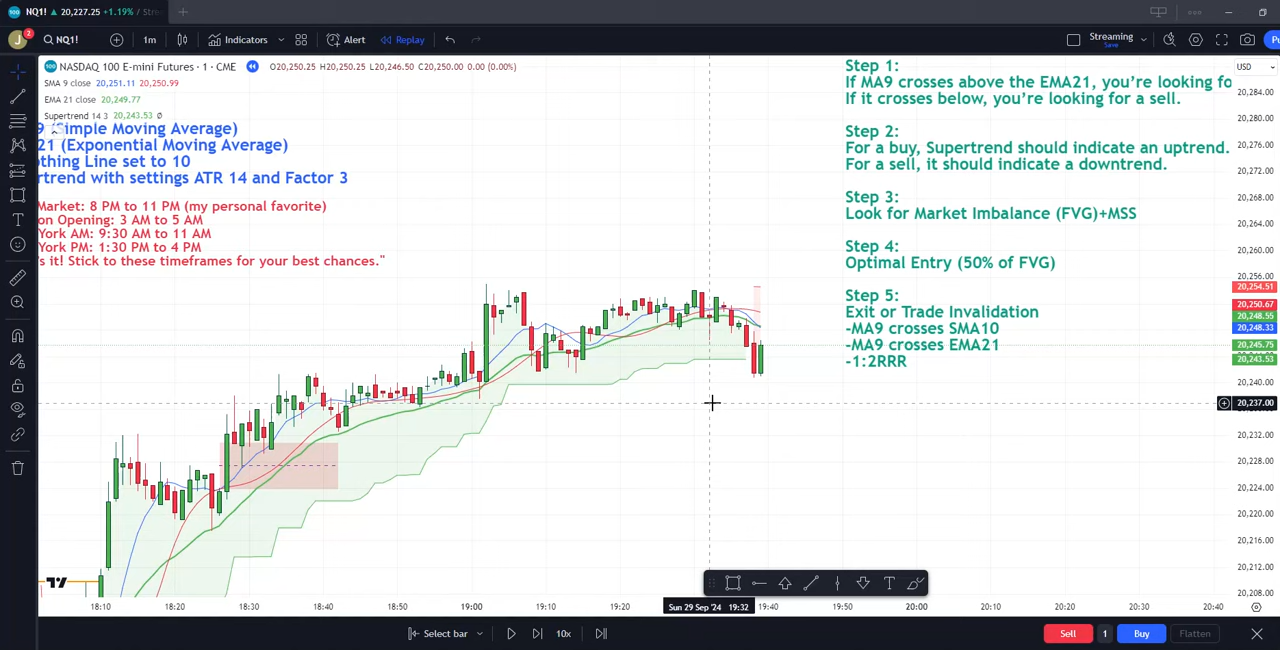 NQ1! ▲ 20,227.25 +1.19% / Stre
J 2 NQ1! 1m Indicators Alert Replay Streaming Save Pu
100 NASDAQ 100 E-mini Futures · 1 · CME O20,250.25 H20,250.25 L20,246.50 C20,250.00 0.00 (0.00%)
USD
SMA 9 close 20,251.11 20,250.99
EMA 21 close 20,249.77
Supertrend 14 3 20,243.53 Ø
9 (Simple Moving Average)
21 (Exponential Moving Average)
othing Line set to 10
rtrend with settings ATR 14 and Factor 3
Market: 8 PM to 11 PM (my personal favorite)
on Opening: 3 AM to 5 AM
York AM: 9:30 AM to 11 AM
York PM: 1:30 PM to 4 PM
's it! Stick to these timeframes for your best chances."
Step 1:
If MA9 crosses above the EMA21, you're looking fo
If it crosses below, you're looking for a sell.
Step 2:
For a buy, Supertrend should indicate an uptrend.
For a sell, it should indicate a downtrend.
Step 3:
Look for Market Imbalance (FVG)+MSS
Step 4:
Optimal Entry (50% of FVG)
Step 5:
Exit or Trade Invalidation
-MA9 crosses SMA10
-MA9 crosses EMA21
-1:2RRR
20,284.00
20,280.00
20,276.00
20,272.00
20,268.00
20,264.00
20,260.00
20,256.00
20,254.51
20,250.67
20,248.55
20,248.33
20,245.75
20,243.53
20,240.00
20,237.00
20,232.00
20,228.00
20,224.00
20,220.00
20,216.00
20,212.00
20,208.00
18:10 18:20 18:30 18:40 18:50 19:00 19:10 19:20 Sun 29 Sep '24 19:32 19:40 19:50 20:00 20:10 20:20 20:30 20:40
Select bar 10x Sell 1 Buy Flatten